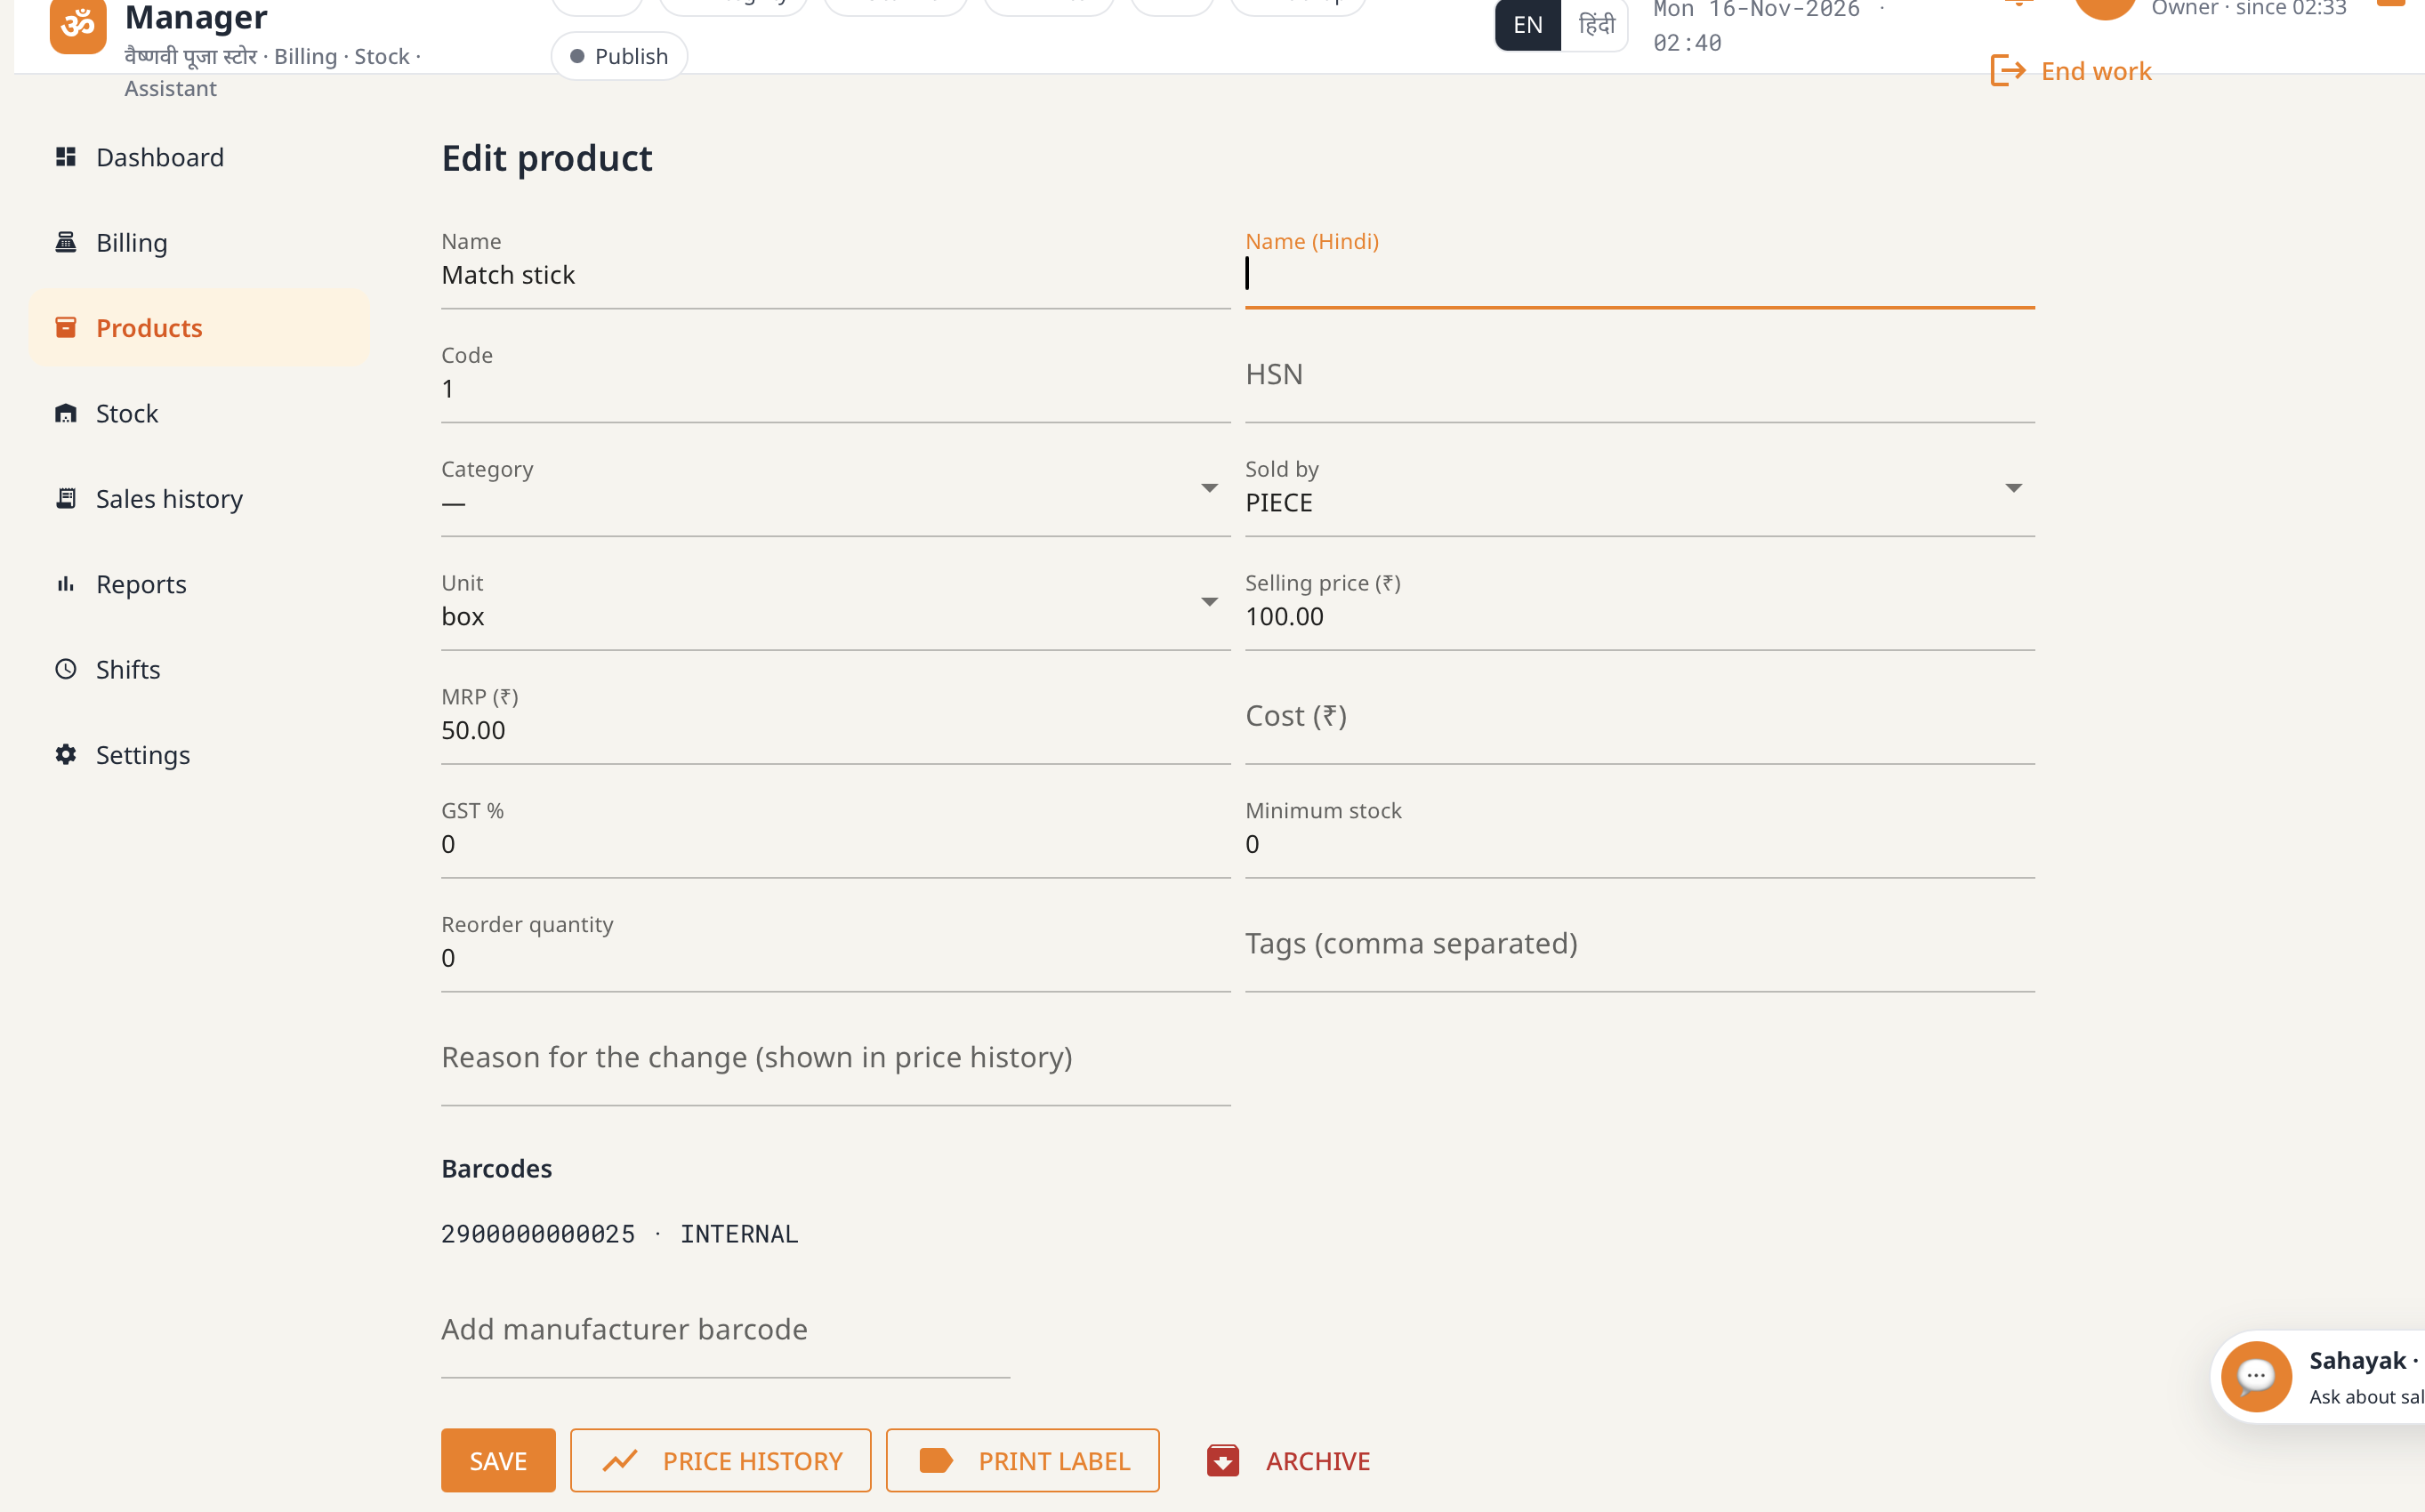 Manager
वैष्णवी पूजा स्टोर · Billing · Stock ·
Assistant
Publish
EN
हिंदी
Mon 16-Nov-2026 ·
02:40
Owner · since 02:33
End work
Dashboard
Billing
Products
Stock
Sales history
Reports
Shifts
Settings
Edit product
Name
Match stick
Name (Hindi)
Code
1
HSN
Category
—
Sold by
PIECE
Unit
box
Selling price (₹)
100.00
MRP (₹)
50.00
Cost (₹)
GST %
0
Minimum stock
0
Reorder quantity
0
Tags (comma separated)
Reason for the change (shown in price history)
Barcodes
2900000000025 · INTERNAL
Add manufacturer barcode
SAVE
PRICE HISTORY
PRINT LABEL
ARCHIVE
Sahayak ·
Ask about
ॐ